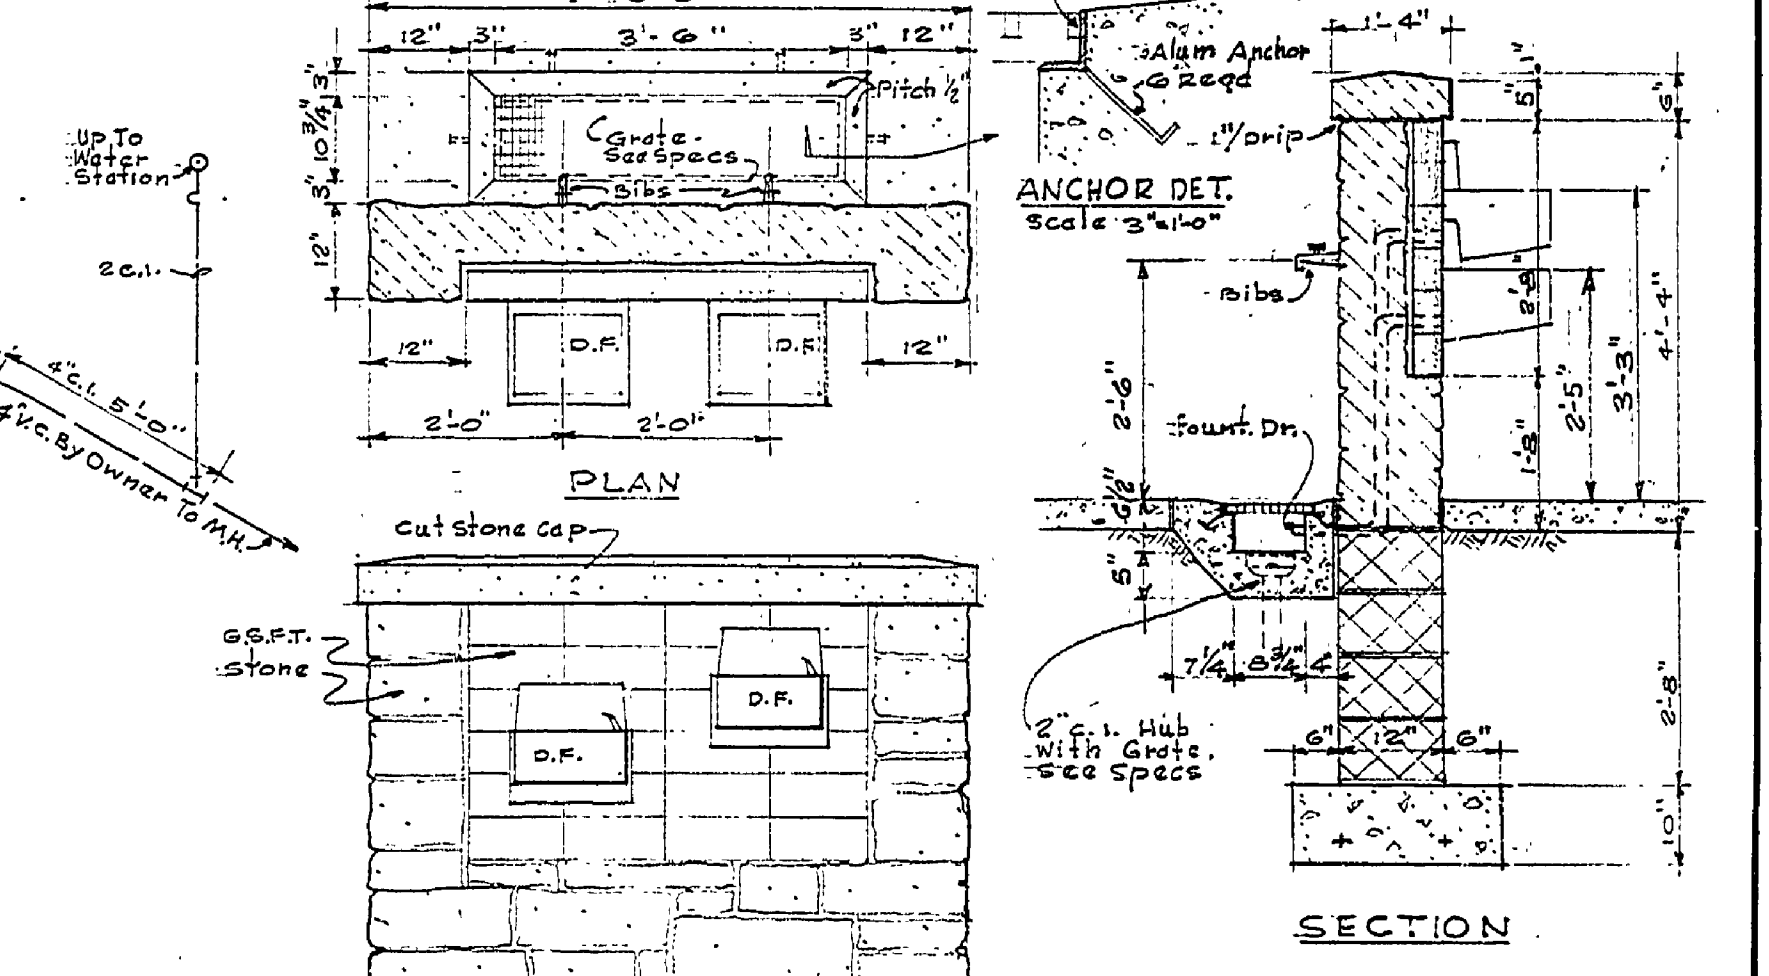 12" 3" 3'-6" 3" 12"
3"
10 3/4"
3"
12"
Pitch 1/2"
Grate -
See Specs
Bibs
D.F. D.F.
12" 12"
2'-0" 2'-0"
PLAN
Up To
Water
Station
2 c.i.
4" c.i. 5'-0"
V.C. By Owner To M.H.
Cut Stone Cap
G.S.F.T.
Stone
D.F.
D.F.
Alum Anchor
6 reqd
ANCHOR DET.
Scale 3"=1'-0"
1'-4"
1"
5"
6"
1" Drip
Bibs
2'-6"
6 1/2"
5"
Fount. Dr.
2'-8"
1'-8"
2'-5"
3'-3"
4'-4"
7 1/4" 8 3/4" 4"
2" c.i. Hub
With Grate.
See Specs
6" 12" 6"
2'-8"
10"
SECTION